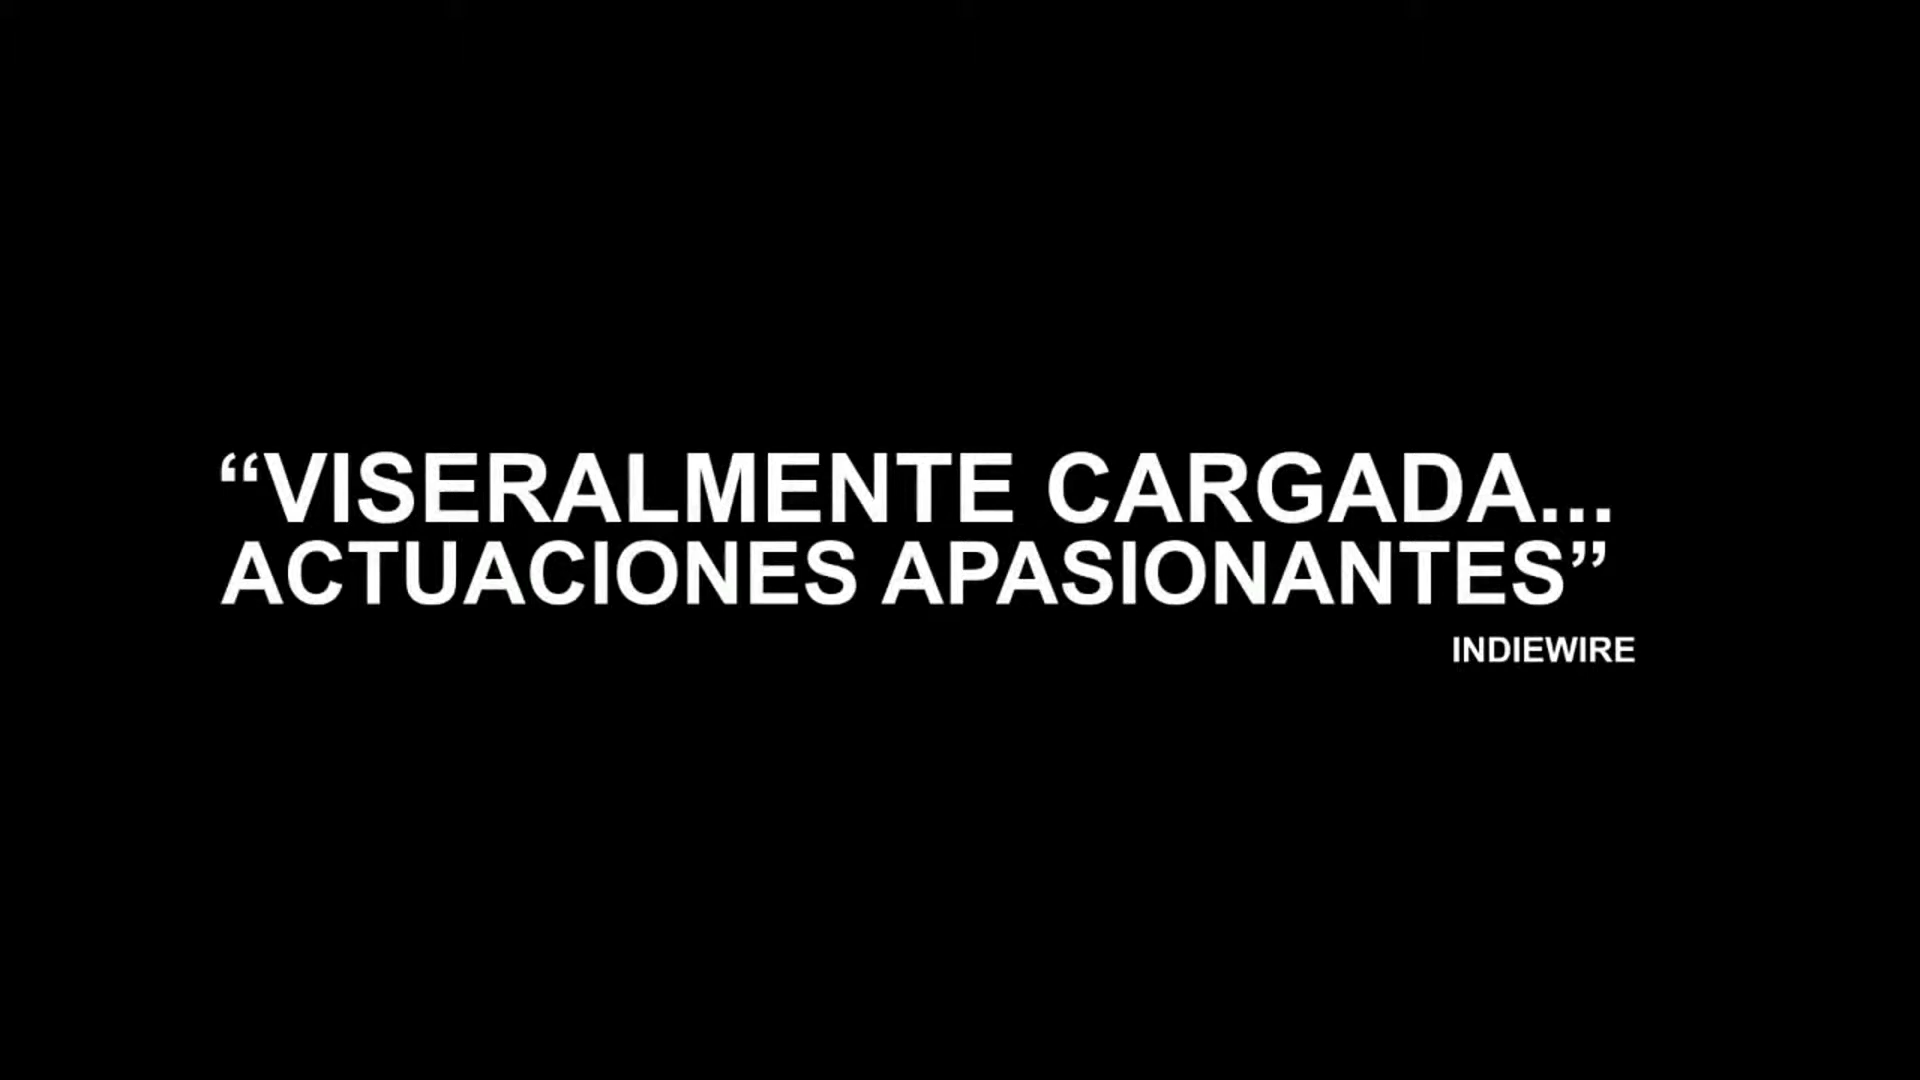 “VISERALMENTE CARGADA...
ACTUACIONES APASIONANTES”
INDIEWIRE